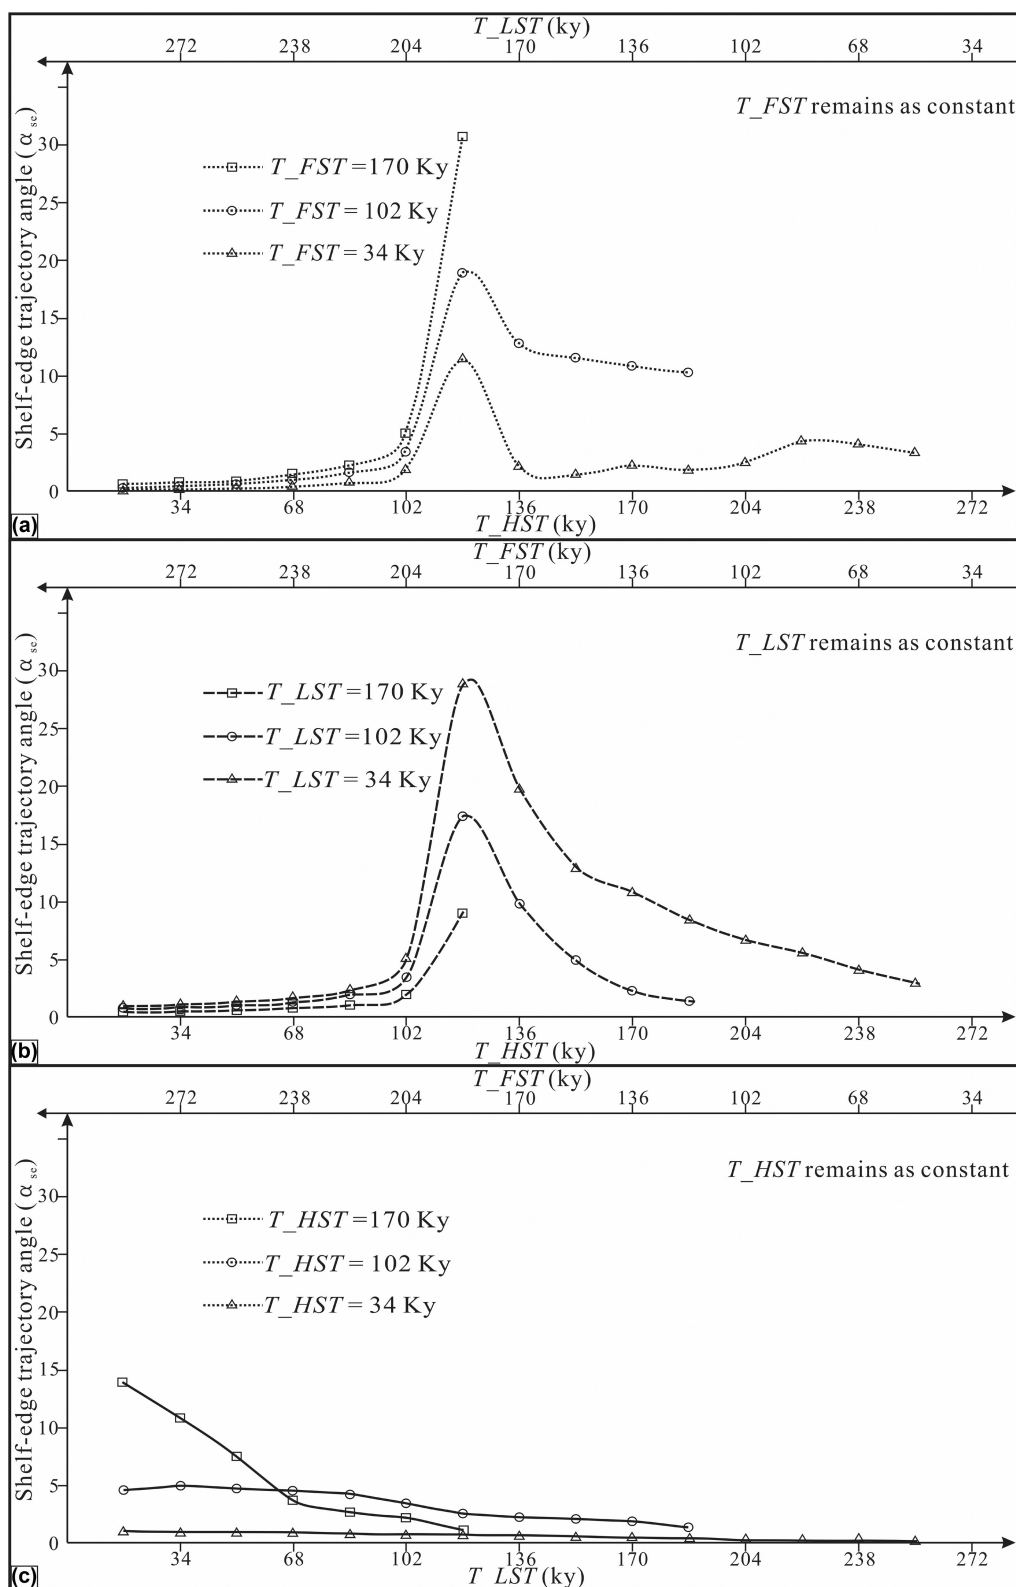 T_LST (ky)
272 238 204 170 136 102 68 34
T_FST remains as constant
Shelf-edge trajectory angle (α se)
30
25
20
15
10
5
0
T_FST =170 Ky
T_FST = 102 Ky
T_FST = 34 Ky
34 68 102 136 170 204 238 272
(a)
T_HST (ky)
T_FST (ky)
272 238 204 170 136 102 68 34
T_LST remains as constant
Shelf-edge trajectory angle (α se)
30
25
20
15
10
5
0
T_LST =170 Ky
T_LST =102 Ky
T_LST = 34 Ky
34 68 102 136 170 204 238 272
(b)
T_HST (ky)
T_FST (ky)
272 238 204 170 136 102 68 34
T_HST remains as constant
Shelf-edge trajectory angle (α se)
30
25
20
15
10
5
0
T_HST =170 Ky
T_HST = 102 Ky
T_HST = 34 Ky
34 68 102 136 170 204 238 272
(c)
T_LST (ky)